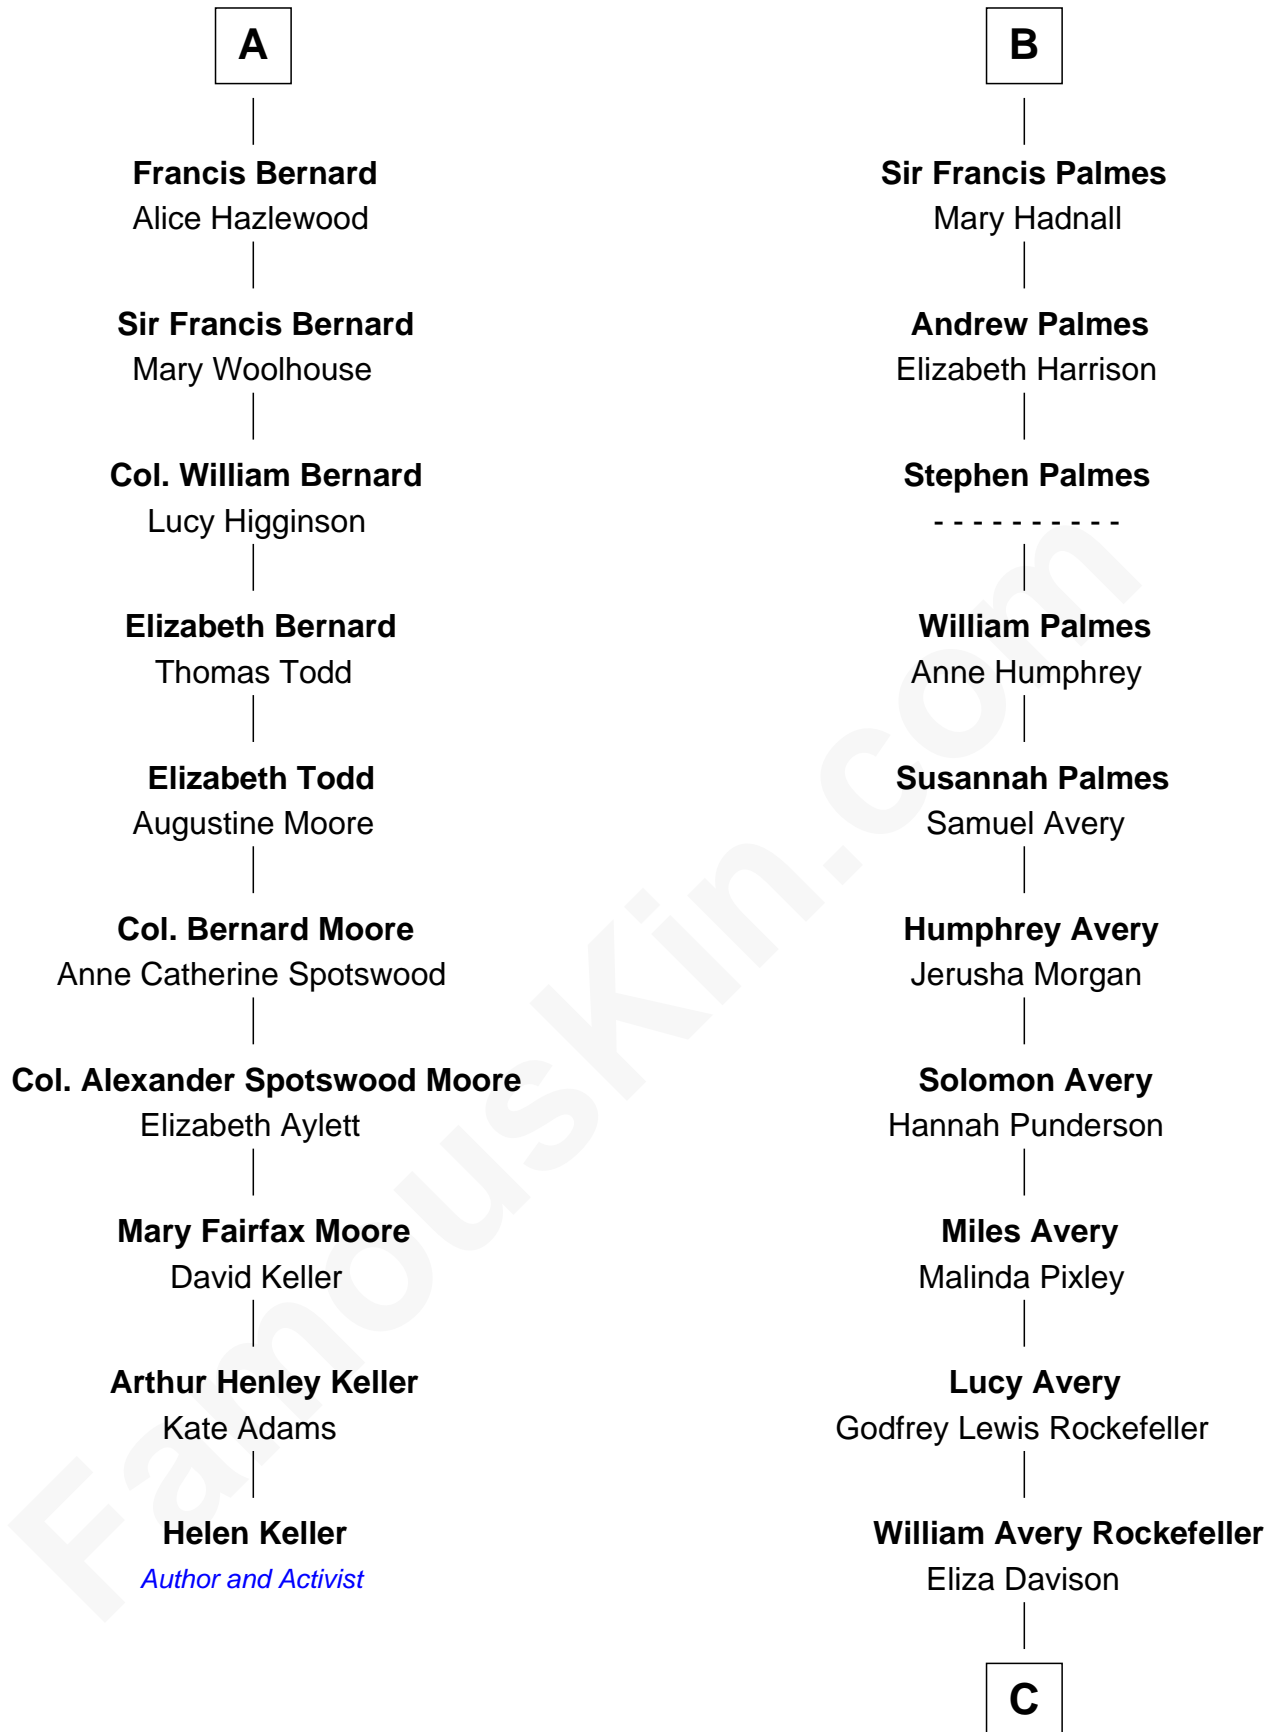 A
Francis Bernard
Alice Hazlewood
Sir Francis Bernard
Mary Woolhouse
Col. William Bernard
Lucy Higginson
Elizabeth Bernard
Thomas Todd
Elizabeth Todd
Augustine Moore
Col. Bernard Moore
Anne Catherine Spotswood
Col. Alexander Spotswood Moore
Elizabeth Aylett
Mary Fairfax Moore
David Keller
Arthur Henley Keller
Kate Adams
Helen Keller
Author and Activist
B
Sir Francis Palmes
Mary Hadnall
Andrew Palmes
Elizabeth Harrison
Stephen Palmes
- - - - - - - - - -
William Palmes
Anne Humphrey
Susannah Palmes
Samuel Avery
Humphrey Avery
Jerusha Morgan
Solomon Avery
Hannah Punderson
Miles Avery
Malinda Pixley
Lucy Avery
Godfrey Lewis Rockefeller
William Avery Rockefeller
Eliza Davison
C
FamousKin.com